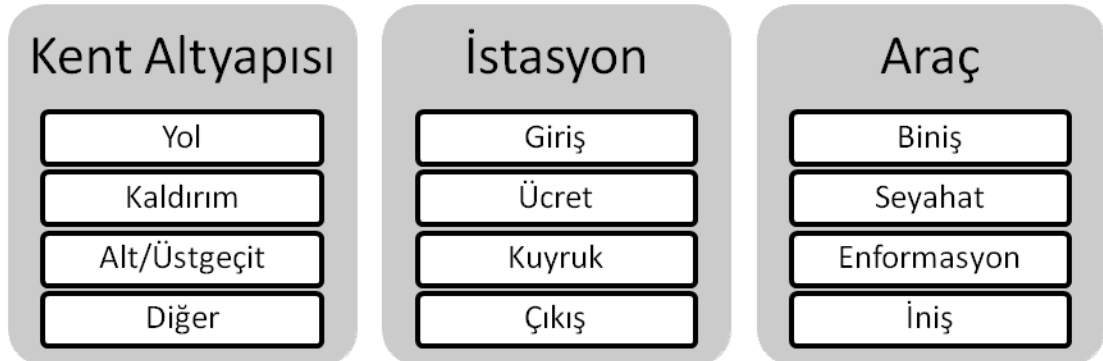 Kent Altyapısı
Yol
Kaldırım
Alt/Üstgeçit
Diğer
İstasyon
Giriş
Ücret
Kuyruk
Çıkış
Araç
Biniş
Seyahat
Enformasyon
İniş